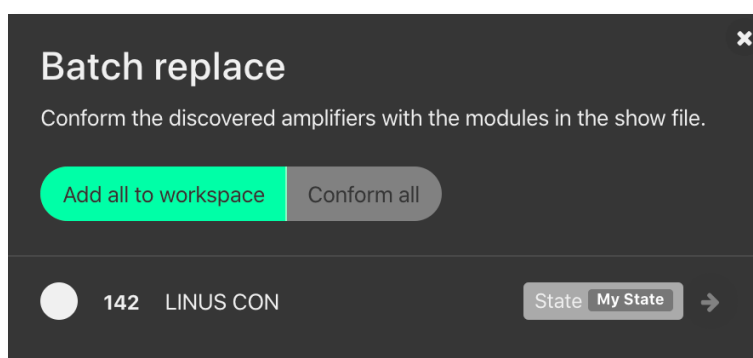 Batch replace
Conform the discovered amplifiers with the modules in the show file.
Add all to workspace Conform all
142 LINUS CON State My State